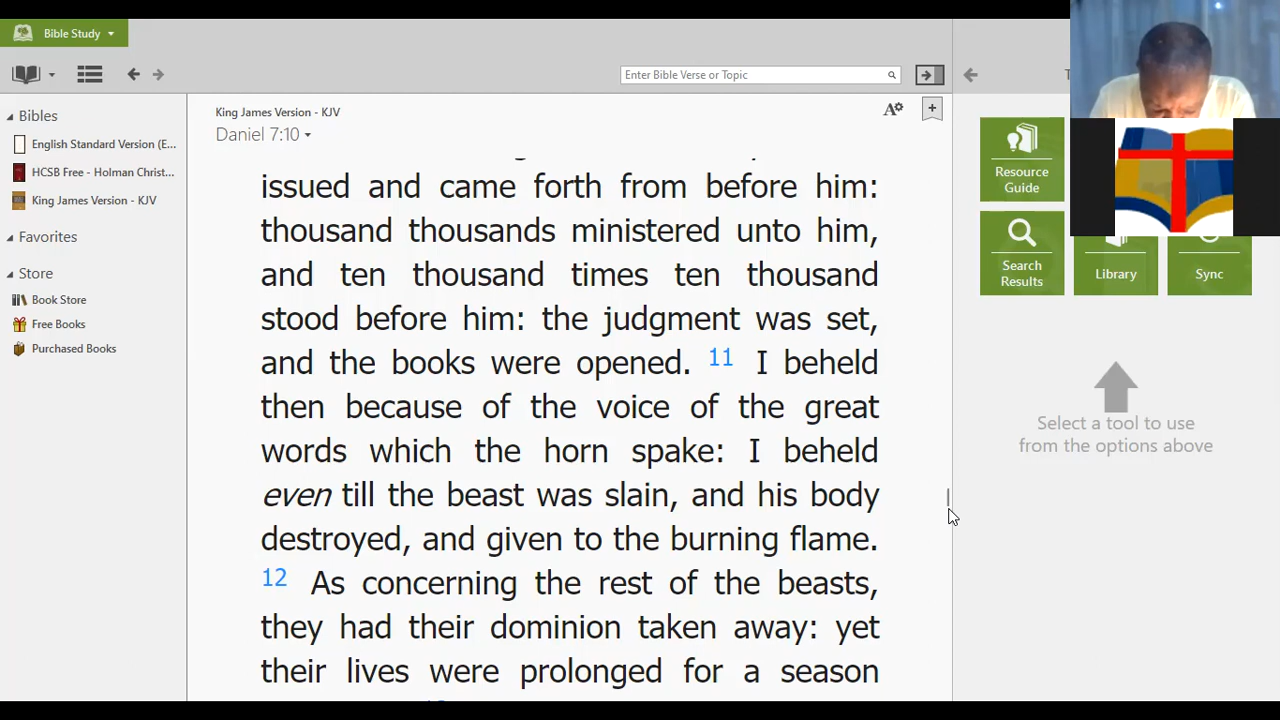 Bible Study
Enter Bible Verse or Topic
Bibles
English Standard Version (E...
HCSB Free - Holman Christ...
King James Version - KJV
Favorites
Store
Book Store
Free Books
Purchased Books
King James Version - KJV
Daniel 7:10
issued and came forth from before him:
thousand thousands ministered unto him,
and ten thousand times ten thousand
stood before him: the judgment was set,
and the books were opened. 11 I beheld
then because of the voice of the great
words which the horn spake: I beheld
even till the beast was slain, and his body
destroyed, and given to the burning flame.
12 As concerning the rest of the beasts,
they had their dominion taken away: yet
their lives were prolonged for a season
Resource
Guide
Search
Results
Library
Sync
Select a tool to use
from the options above